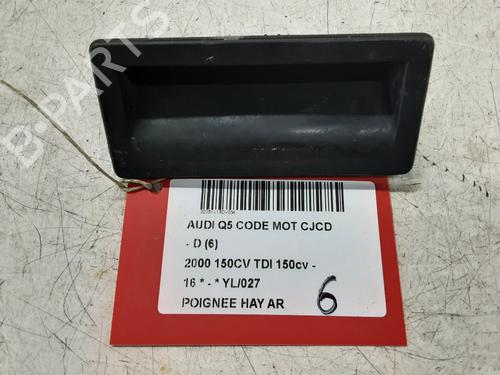 B-PARTS
AUDI Q5 CODE MOT CJCD
- D (6)
2000 150CV TDI 150cv -
16 * - * YL/027
POIGNEE HAY AR
6